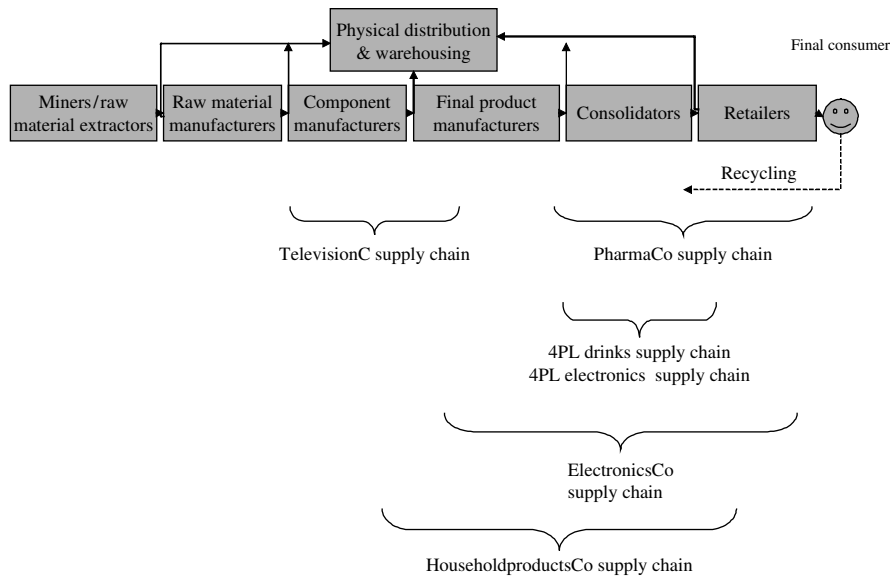 Physical distribution
& warehousing
Final consumer
Miners/raw
material extractors
Raw material
manufacturers
Component
manufacturers
Final product
manufacturers
Consolidators
Retailers
Recycling
TelevisionC supply chain
PharmaCo supply chain
4PL drinks supply chain
4PL electronics supply chain
ElectronicsCo
supply chain
HouseholdproductsCo supply chain